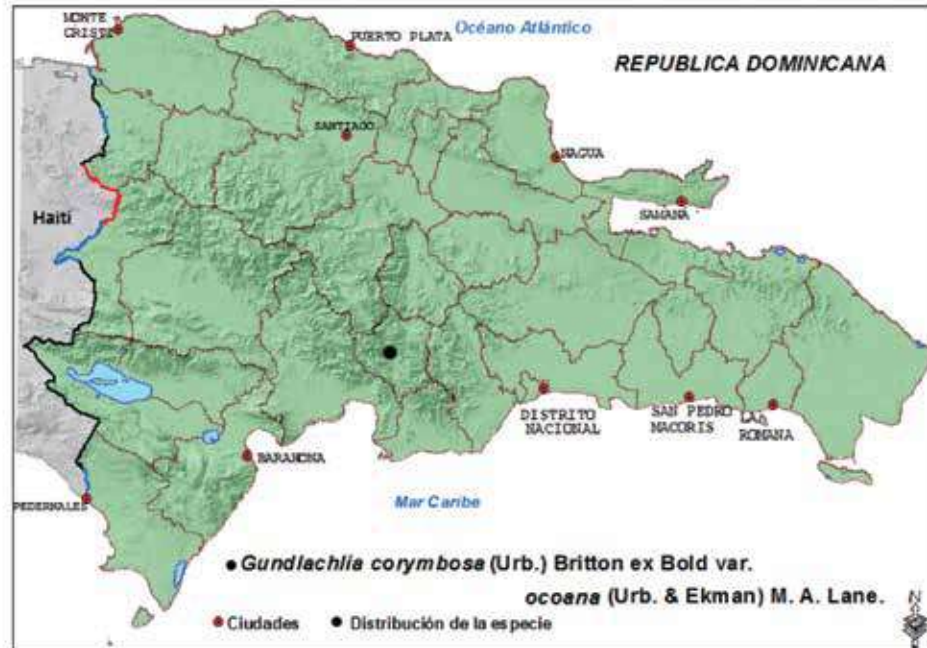 MONTE
CRISTI
Océano Atlántico
PUERTO PLATA
REPUBLICA DOMINICANA
SANTIAGO
NAGUA
SAMANA
Haití
DISTRITO
NACIONAL
SAN PEDRO
MACORIS
LA
ROMANA
BARAHONA
PEDERNALES
Mar Caribe
Gundlachlia corymbosa (Urb.) Britton ex Bold var.
ocoana (Urb. & Ekman) M. A. Lane.
Ciudades
Distribución de la especie
N